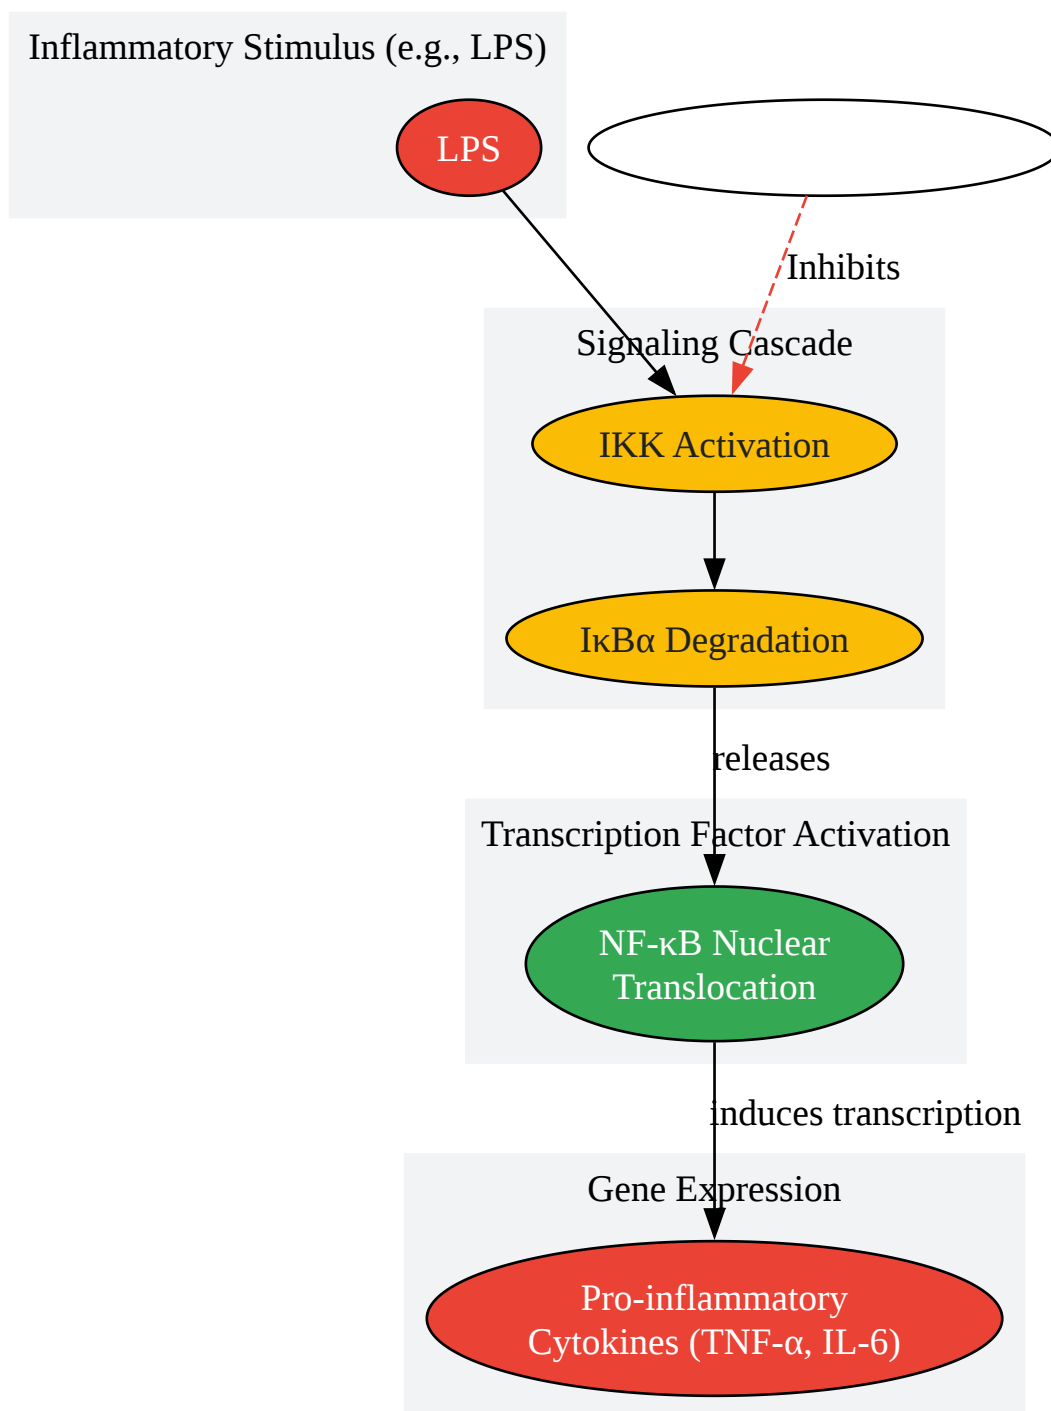 Inflammatory Stimulus (e.g., LPS)
LPS
Inhibits
Signaling Cascade
IKK Activation
IκBα Degradation
releases
Transcription Factor Activation
NF-κB Nuclear
Translocation
induces transcription
Gene Expression
Pro-inflammatory
Cytokines (TNF-α, IL-6)